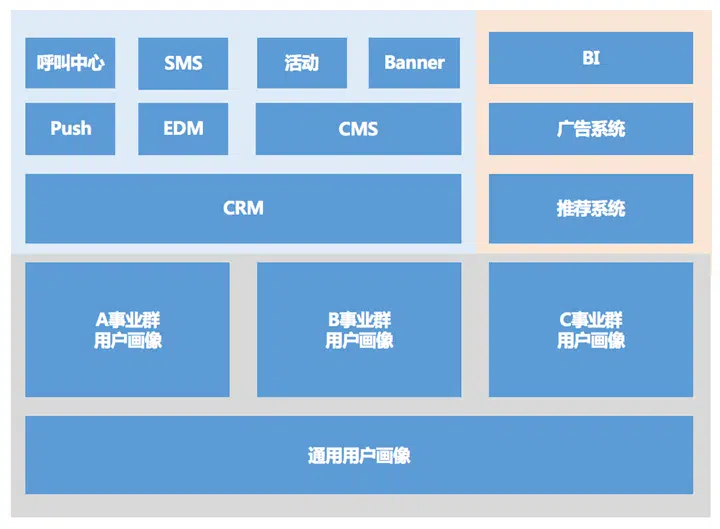 呼叫中心
SMS
活动
Banner
BI
Push
EDM
CMS
广告系统
CRM
推荐系统
A事业群
用户画像
B事业群
用户画像
C事业群
用户画像
通用用户画像